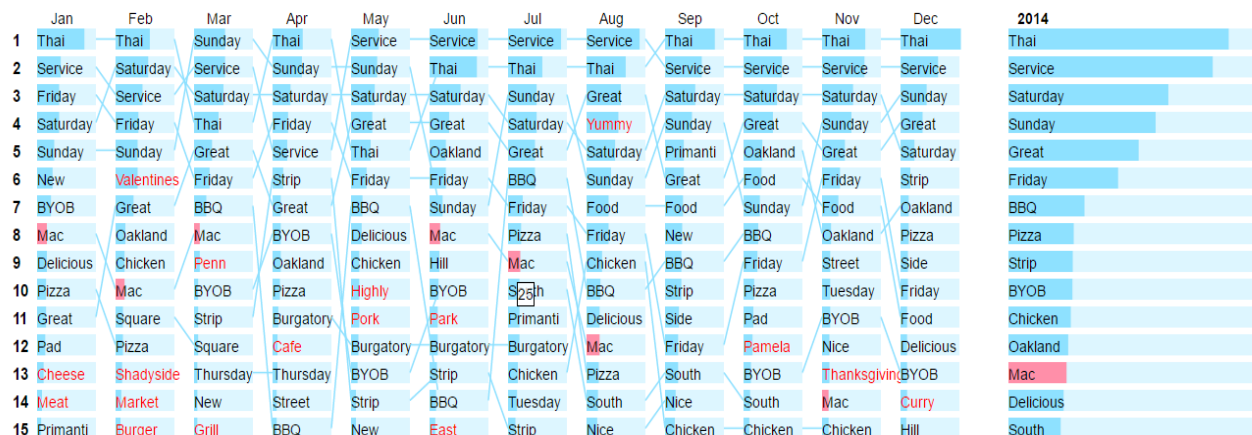 Jan Feb Mar Apr May Jun Jul Aug Sep Oct Nov Dec 2014
1 Thai Thai Sunday Thai Service Service Service Service Thai Thai Thai Thai Thai
2 Service Saturday Service Sunday Sunday Thai Thai Thai Service Service Service Service Service
3 Friday Service Saturday Saturday Saturday Saturday Sunday Great Saturday Saturday Saturday Sunday Saturday
4 Saturday Friday Thai Friday Great Great Saturday Yummy Sunday Great Sunday Great Sunday
5 Sunday Sunday Great Service Thai Oakland Great Saturday Primanti Oakland Great Saturday Great
6 New Valentines Friday Strip Friday Friday BBQ Sunday Great Food Friday Strip Friday
7 BYOB Great BBQ Great BBQ Sunday Friday Food Food Sunday Food Oakland BBQ
8 Mac Oakland Mac BYOB Delicious Mac Pizza Friday New BBQ Oakland Pizza Pizza
9 Delicious Chicken Penn Oakland Chicken Hill Mac Chicken BBQ Friday Street Side Strip
10 Pizza Mac BYOB Pizza Highly BYOB South 25 BBQ Strip Pizza Tuesday Friday BYOB
11 Great Square Strip Burgatory Pork Park Primanti Delicious Side Pad BYOB Food Chicken
12 Pad Pizza Square Cafe Burgatory Burgatory Burgatory Mac Friday Pamela Nice Delicious Oakland
13 Cheese Shadyside Thursday Thursday BYOB Strip Chicken Pizza South BYOB Thanksgiving BYOB Mac
14 Meat Market New Street Strip BBQ Tuesday South Nice South Mac Curry Delicious
15 Primanti Burger Grill BBQ New East Strip Nice Chicken Chicken Chicken Hill South